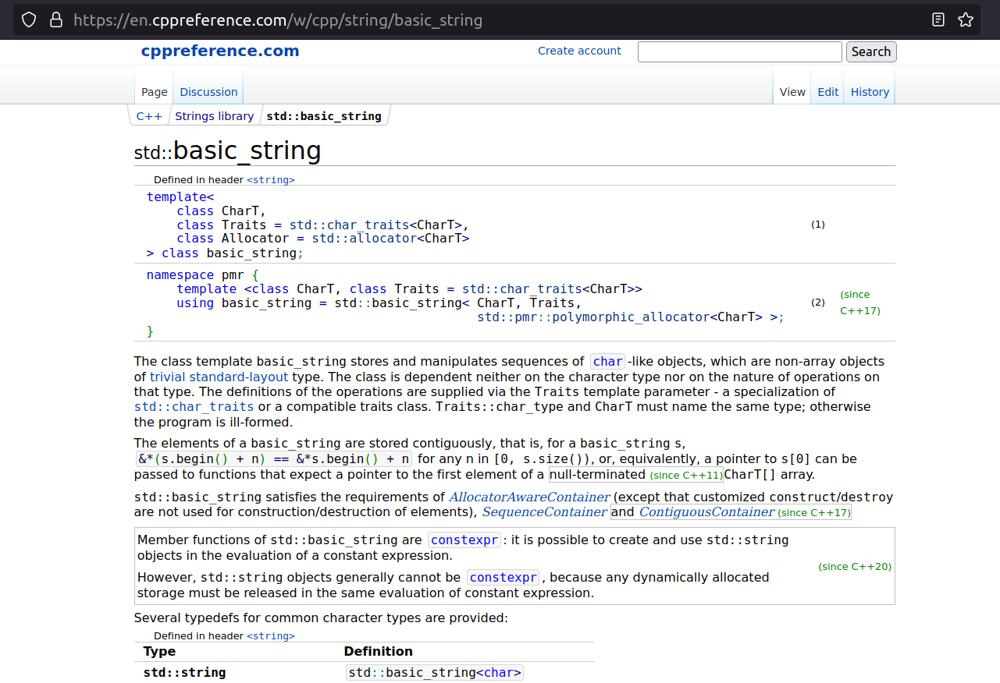 https://en.cppreference.com/w/cpp/string/basic_string
cppreference.com
Create account
Search
Page
Discussion
View
Edit
History
C++
Strings library
std::basic_string
std::basic_string
Defined in header <string>
template<
    class CharT,
    class Traits = std::char_traits<CharT>,
    class Allocator = std::allocator<CharT>
> class basic_string;
(1)
namespace pmr {
    template <class CharT, class Traits = std::char_traits<CharT>>
    using basic_string = std::basic_string< CharT, Traits,
                                            std::pmr::polymorphic_allocator<CharT> >;
}
(2)
(since
C++17)
The class template basic_string stores and manipulates sequences of char-like objects, which are non-array objects
of trivial standard-layout type. The class is dependent neither on the character type nor on the nature of operations on
that type. The definitions of the operations are supplied via the Traits template parameter - a specialization of
std::char_traits or a compatible traits class. Traits::char_type and CharT must name the same type; otherwise
the program is ill-formed.
The elements of a basic_string are stored contiguously, that is, for a basic_string s,
&*(s.begin() + n) == &*s.begin() + n for any n in [0, s.size()), or, equivalently, a pointer to s[0] can be
passed to functions that expect a pointer to the first element of a null-terminated (since C++11)CharT[] array.
std::basic_string satisfies the requirements of AllocatorAwareContainer (except that customized construct/destroy
are not used for construction/destruction of elements), SequenceContainer and ContiguousContainer (since C++17)
Member functions of std::basic_string are constexpr: it is possible to create and use std::string
objects in the evaluation of a constant expression.
However, std::string objects generally cannot be constexpr, because any dynamically allocated
storage must be released in the same evaluation of constant expression.
(since C++20)
Several typedefs for common character types are provided:
Defined in header <string>
Type
Definition
std::string
std::basic_string<char>